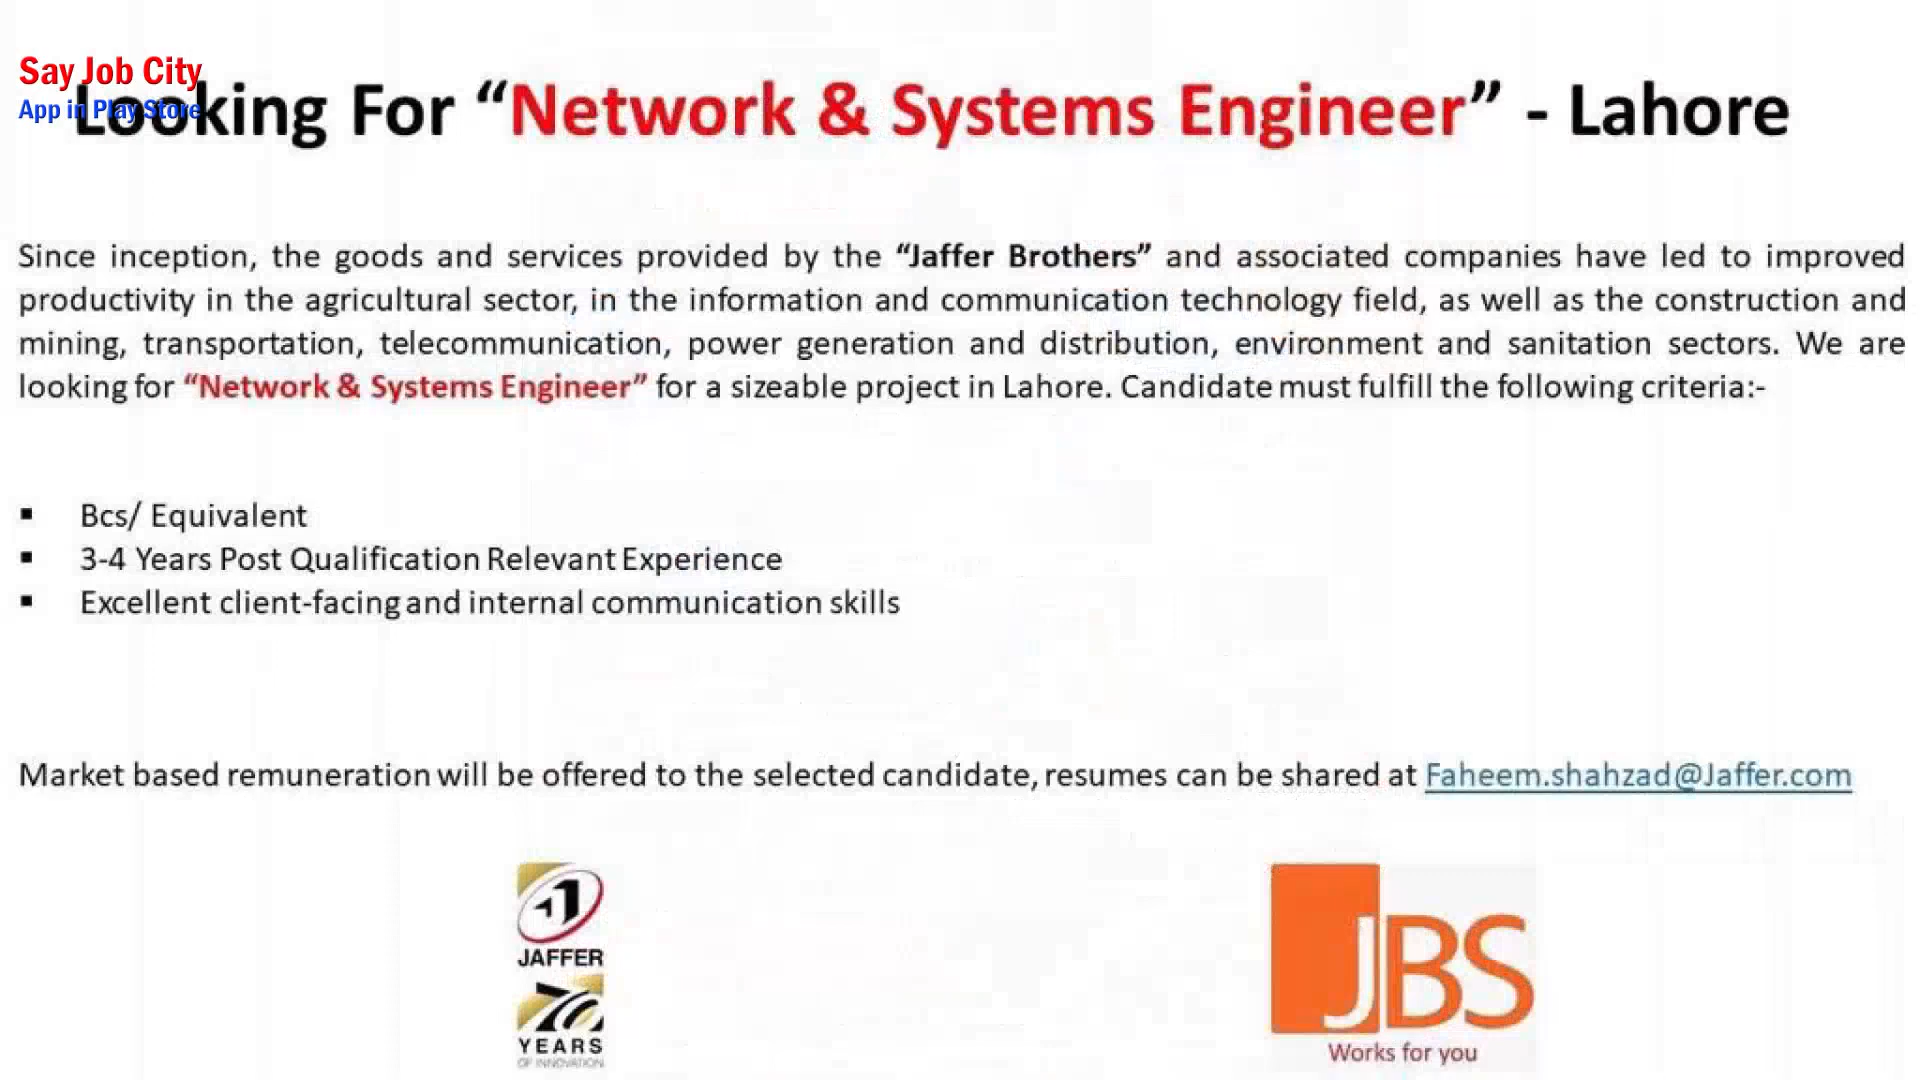 Say Job City
App in Play Store
Looking For “Network & Systems Engineer” - Lahore
Since inception, the goods and services provided by the “Jaffer Brothers” and associated companies have led to improved
productivity in the agricultural sector, in the information and communication technology field, as well as the construction and
mining, transportation, telecommunication, power generation and distribution, environment and sanitation sectors. We are
looking for “Network & Systems Engineer” for a sizeable project in Lahore. Candidate must fulfill the following criteria:-
▪ Bcs/ Equivalent
▪ 3-4 Years Post Qualification Relevant Experience
▪ Excellent client-facing and internal communication skills
Market based remuneration will be offered to the selected candidate, resumes can be shared at Faheem.shahzad@Jaffer.com
JAFFER
70
YEARS
OF INNOVATION
JBS
Works for you